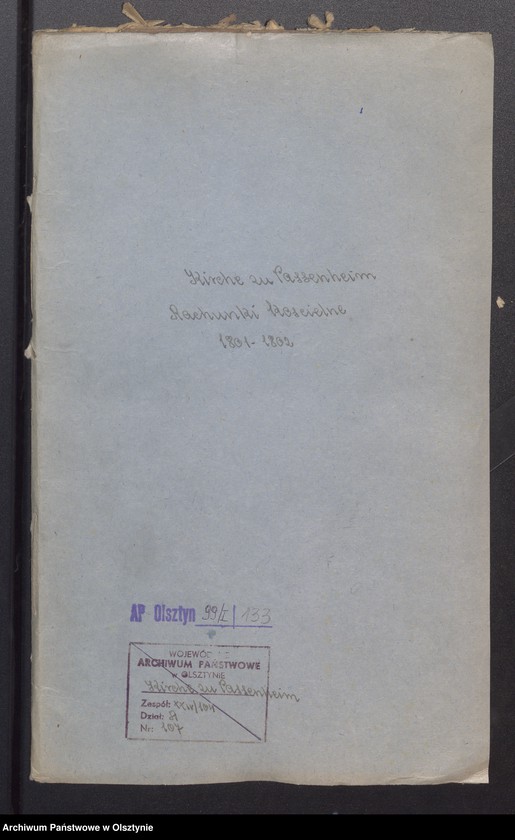 Kirche zu Passenheim
Rachunki kościelne
1801-1802
AP Olsztyn 99/I 133
WOJEWÓD
ARCHIWUM PAŃSTWOWE
w OLSZTYNIE
Kirche zu Passenheim
Zespół:
Dział:
Nr: 107
Archiwum Państwowe w Olsztynie